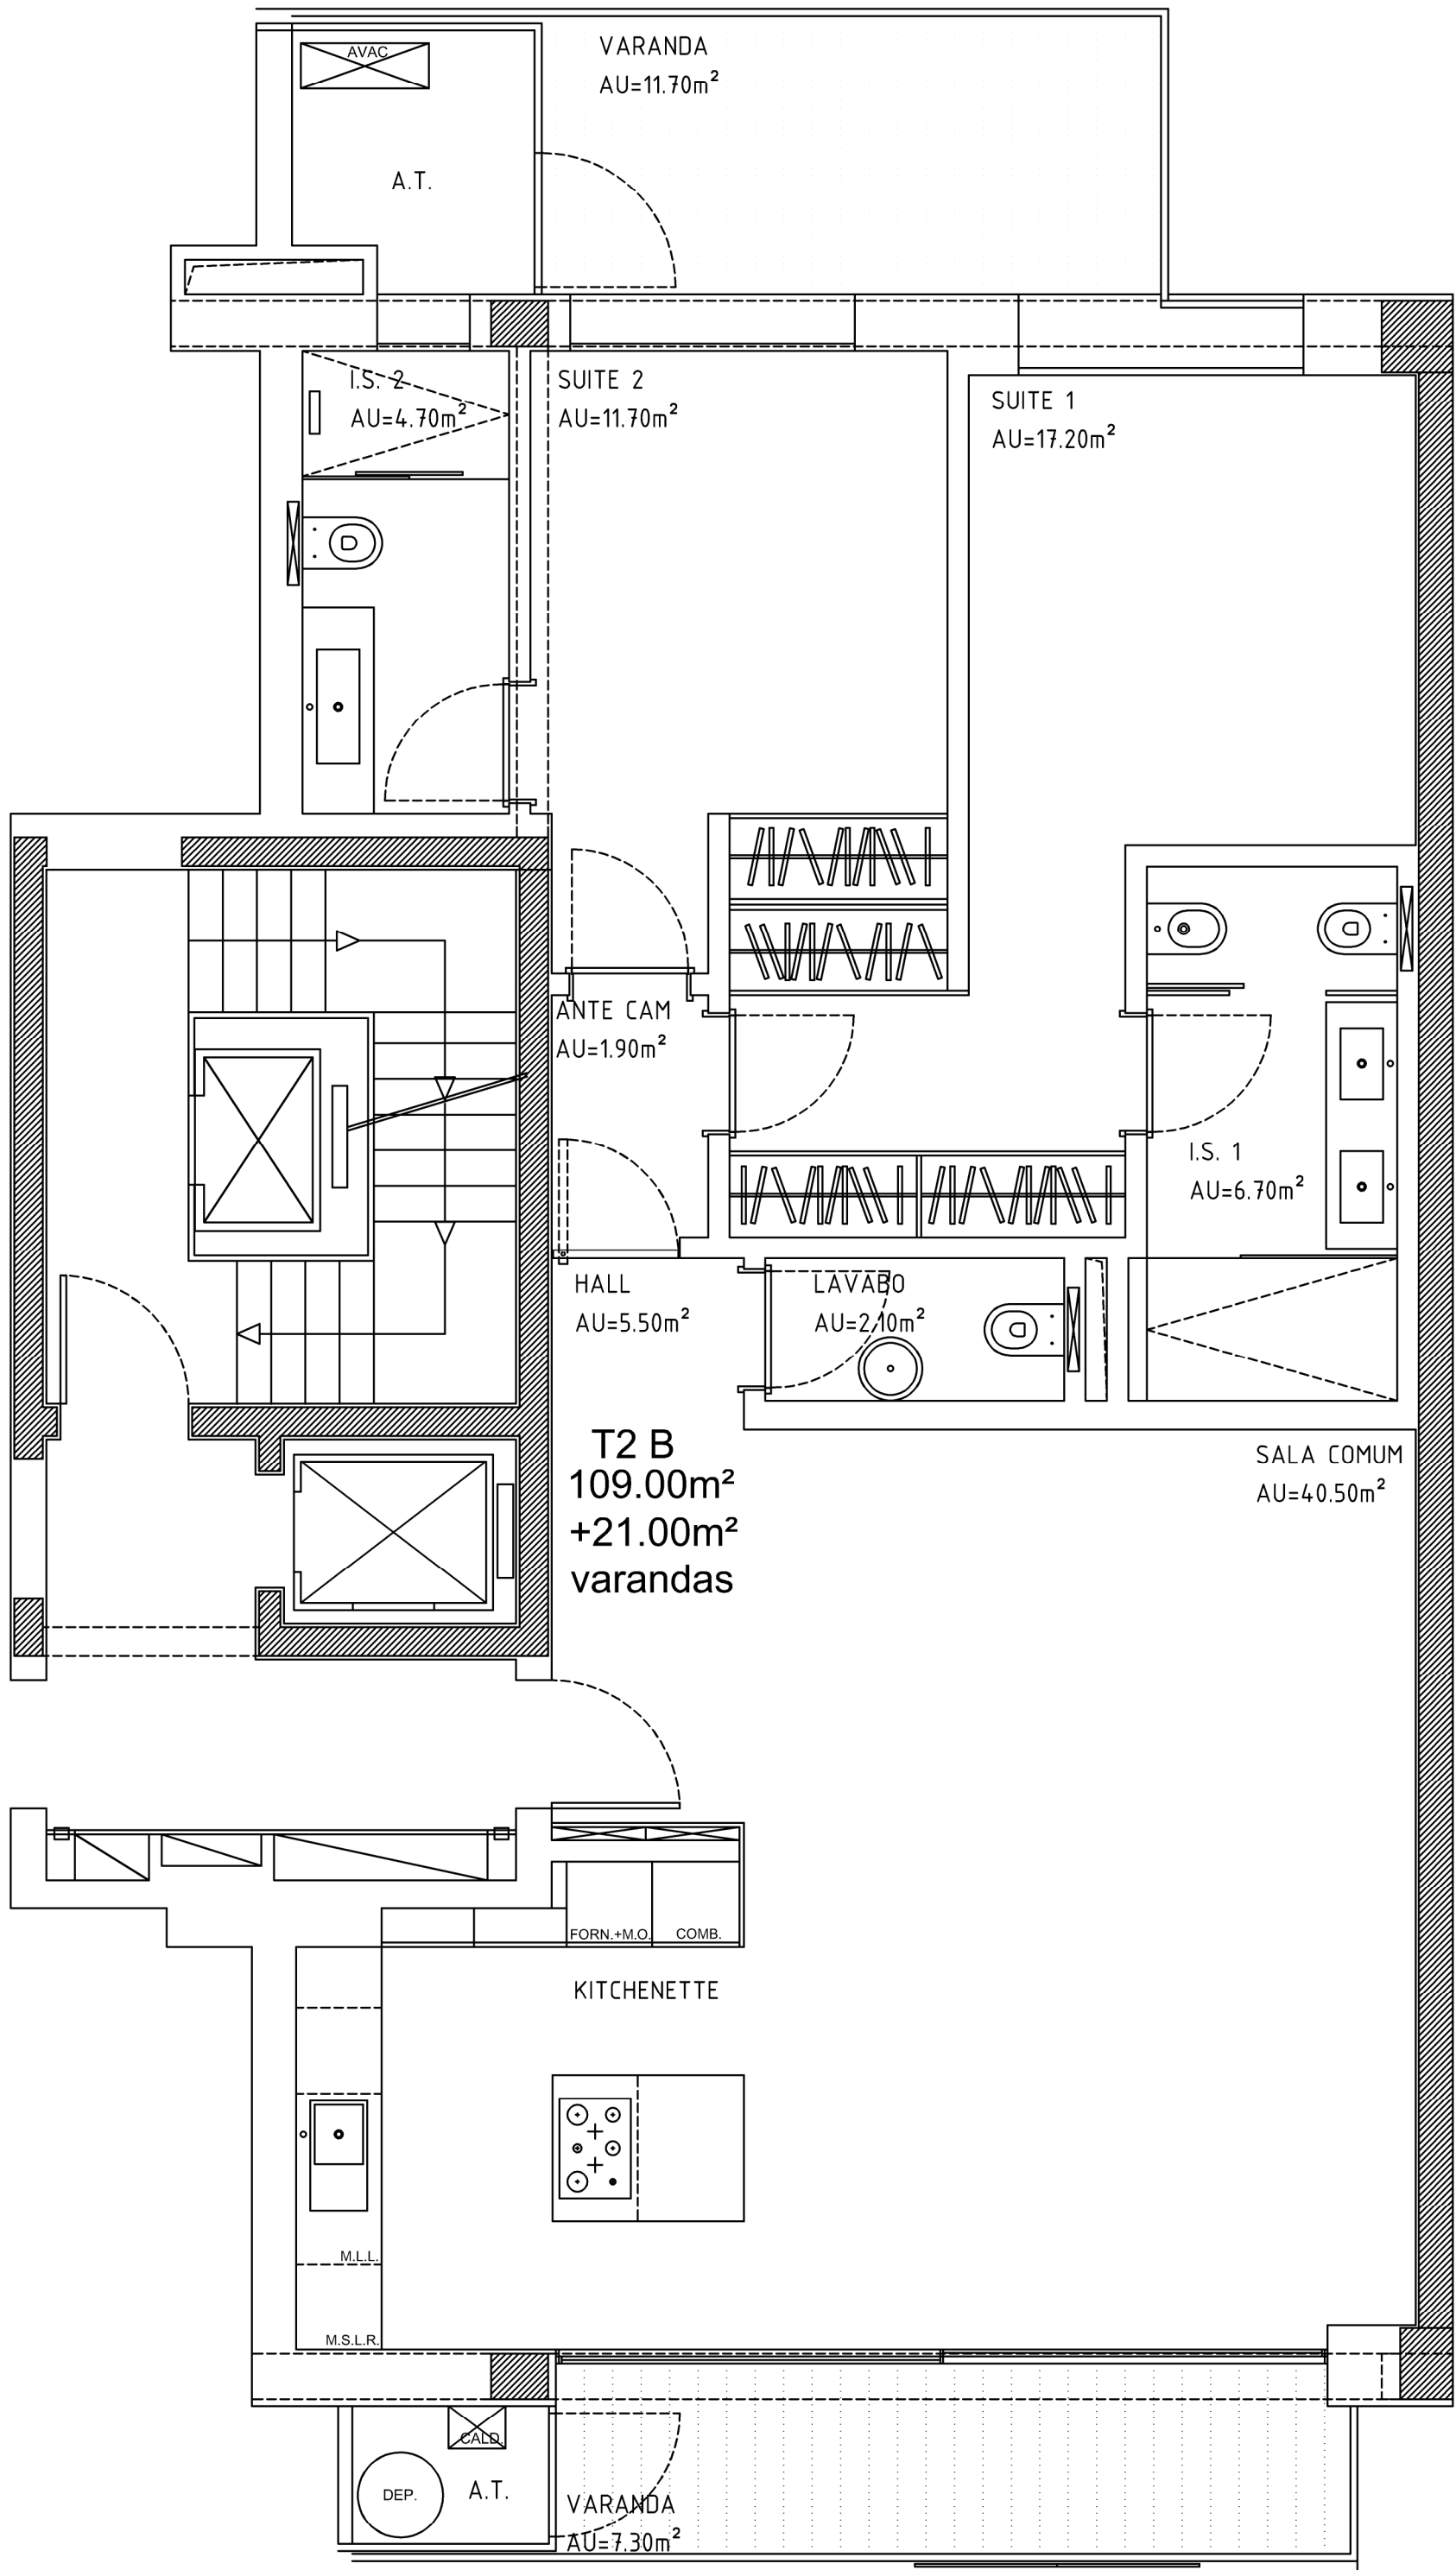 AVAC
VARANDA
AU=11.70m²
A.T.
I.S. 2
AU=4.70m²
SUITE 2
AU=11.70m²
SUITE 1
AU=17.20m²
ANTE CAM
AU=1.90m²
I.S. 1
AU=6.70m²
HALL
AU=5.50m²
LAVABO
AU=2.10m²
T2 B
109.00m²
+21.00m²
varandas
SALA COMUM
AU=40.50m²
FORN.+M.O.
COMB.
KITCHENETTE
M.L.L.
M.S.L.R.
CALD.
DEP.
A.T.
VARANDA
AU=7.30m²